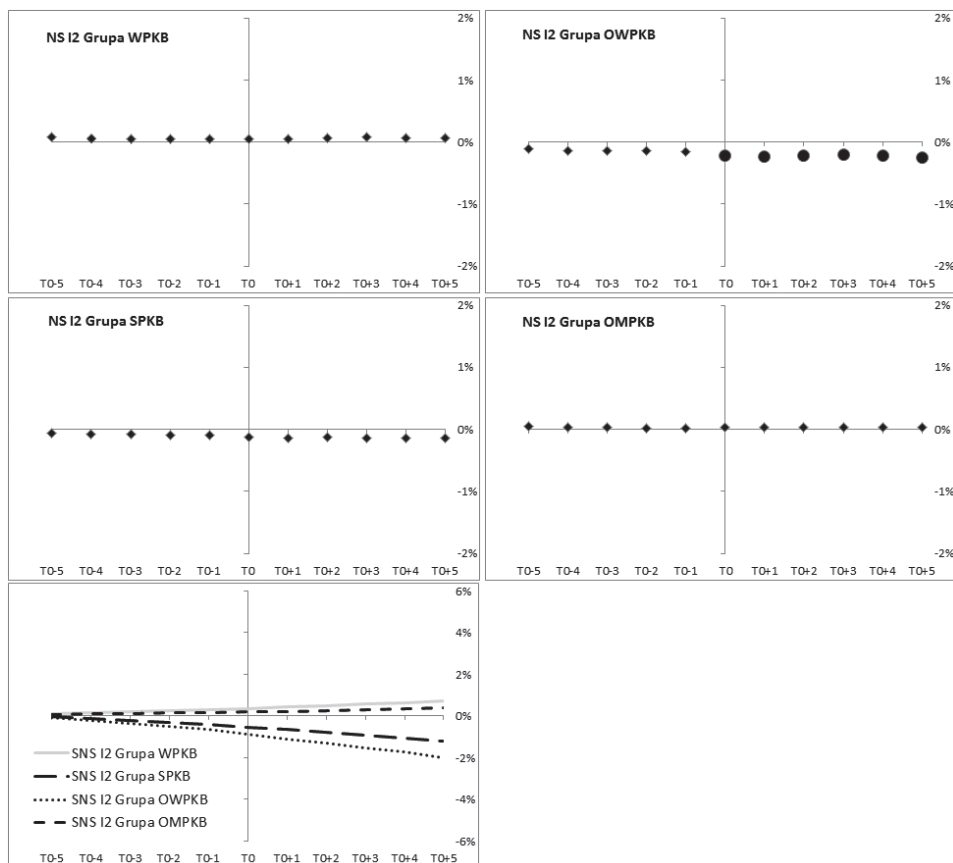 NS I2 Grupa WPKB
2%
1%
0%
-1%
-2%
T0-5 T0-4 T0-3 T0-2 T0-1 T0 T0+1 T0+2 T0+3 T0+4 T0+5
NS I2 Grupa OWPKB
2%
1%
0%
-1%
-2%
T0-5 T0-4 T0-3 T0-2 T0-1 T0 T0+1 T0+2 T0+3 T0+4 T0+5
NS I2 Grupa SPKB
2%
1%
0%
-1%
-2%
T0-5 T0-4 T0-3 T0-2 T0-1 T0 T0+1 T0+2 T0+3 T0+4 T0+5
NS I2 Grupa OMPKB
2%
1%
0%
-1%
-2%
T0-5 T0-4 T0-3 T0-2 T0-1 T0 T0+1 T0+2 T0+3 T0+4 T0+5
6%
4%
2%
0%
-2%
-4%
-6%
SNS I2 Grupa WPKB
SNS I2 Grupa SPKB
SNS I2 Grupa OWPKB
SNS I2 Grupa OMPKB
T0-5 T0-4 T0-3 T0-2 T0-1 T0 T0+1 T0+2 T0+3 T0+4 T0+5